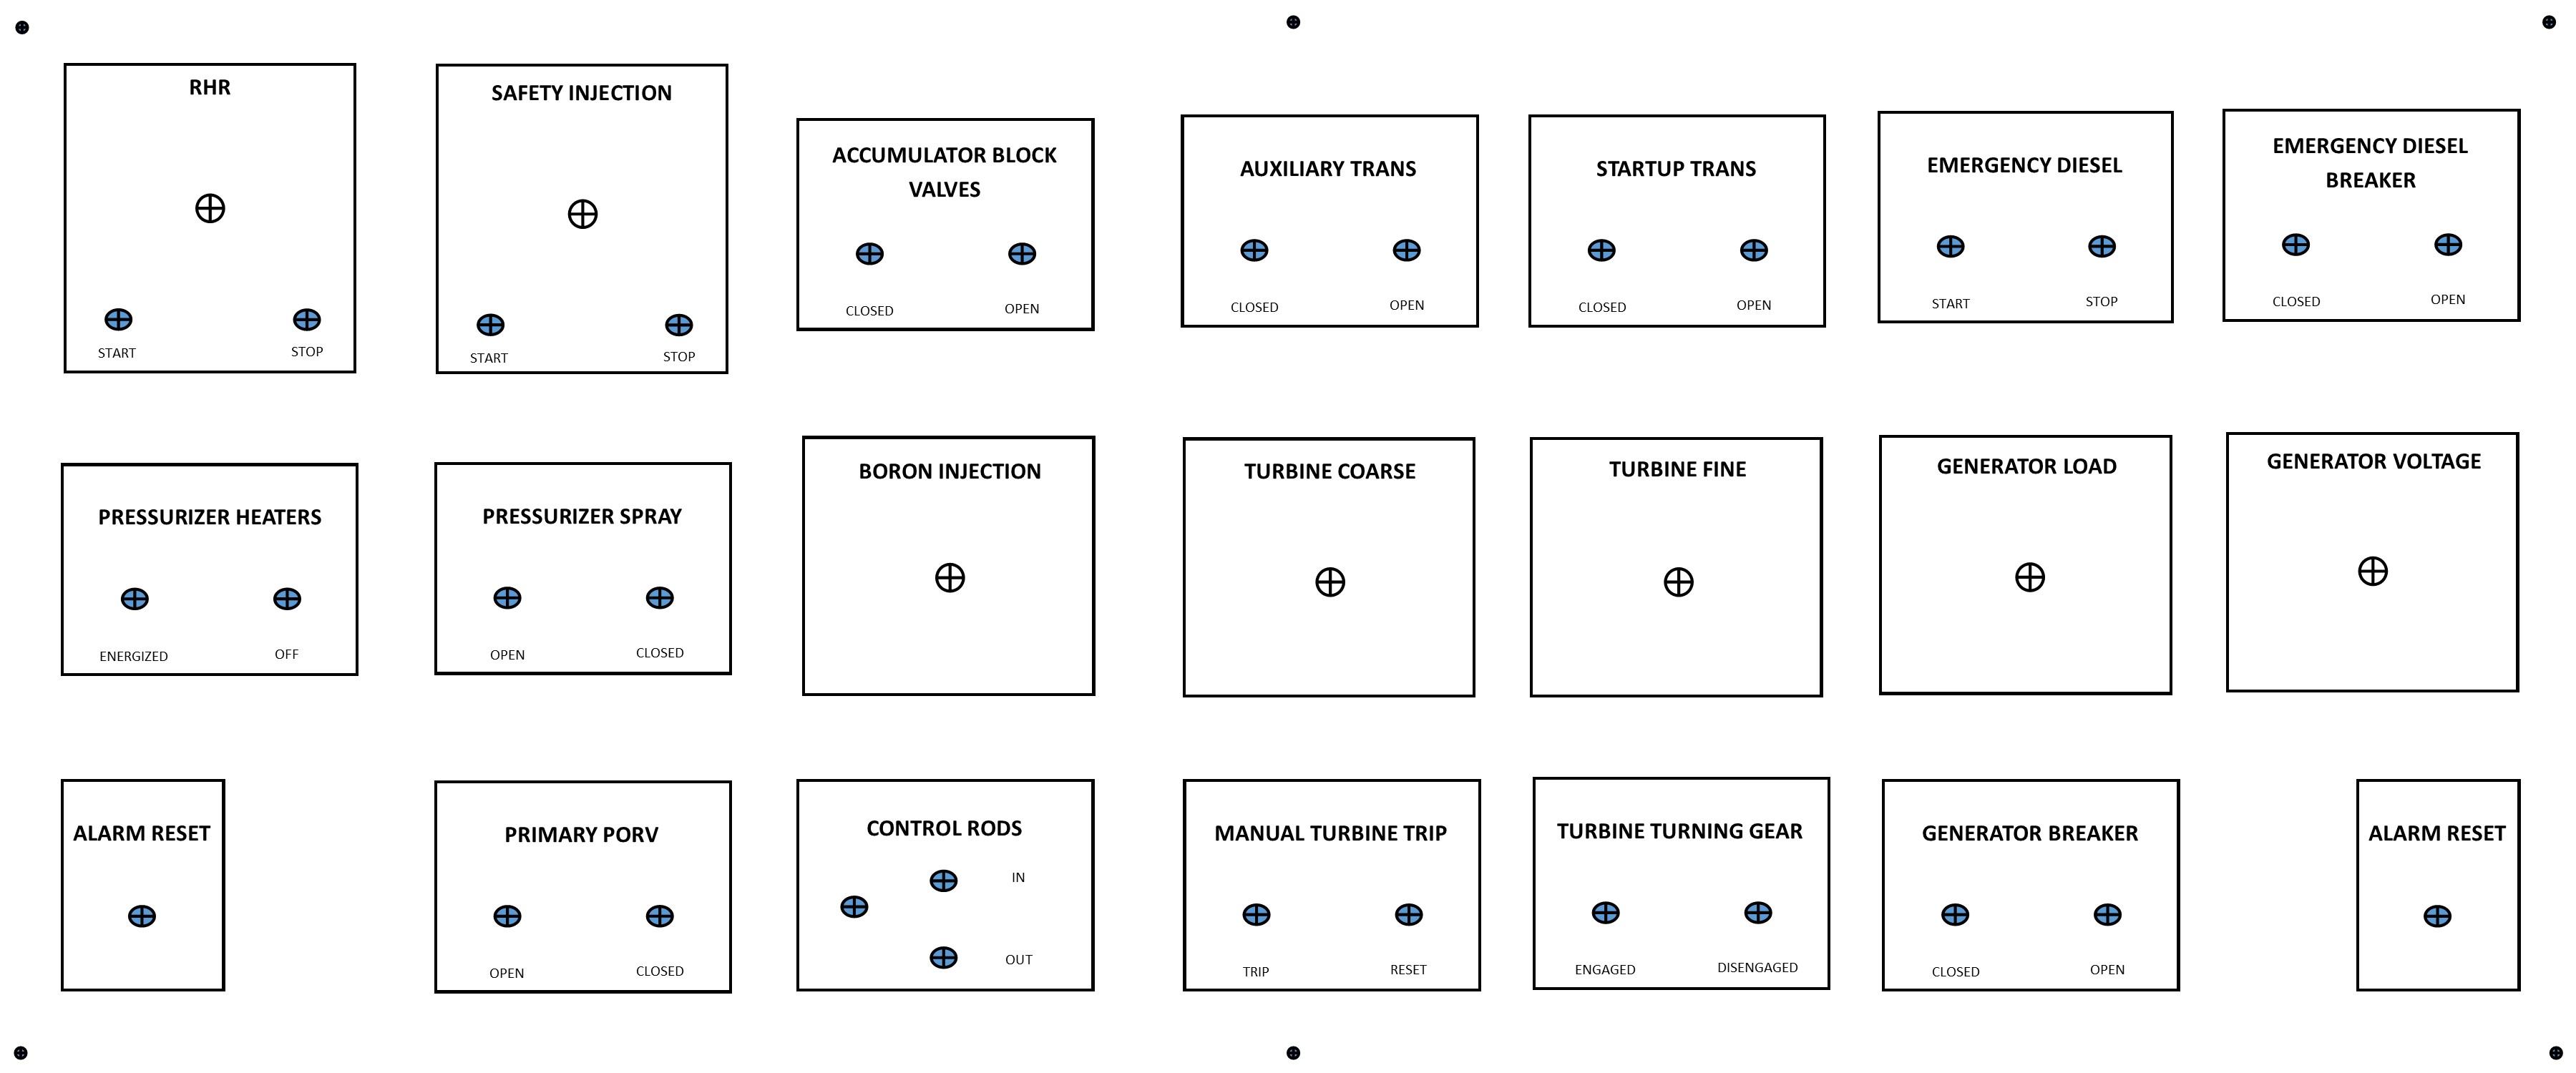 RHR
START
STOP
SAFETY INJECTION
START
STOP
ACCUMULATOR BLOCK
VALVES
CLOSED
OPEN
AUXILIARY TRANS
CLOSED
OPEN
STARTUP TRANS
CLOSED
OPEN
EMERGENCY DIESEL
START
STOP
EMERGENCY DIESEL
BREAKER
CLOSED
OPEN
PRESSURIZER HEATERS
ENERGIZED
OFF
PRESSURIZER SPRAY
OPEN
CLOSED
BORON INJECTION
TURBINE COARSE
TURBINE FINE
GENERATOR LOAD
GENERATOR VOLTAGE
ALARM RESET
PRIMARY PORV
OPEN
CLOSED
CONTROL RODS
IN
OUT
MANUAL TURBINE TRIP
TRIP
RESET
TURBINE TURNING GEAR
ENGAGED
DISENGAGED
GENERATOR BREAKER
CLOSED
OPEN
ALARM RESET